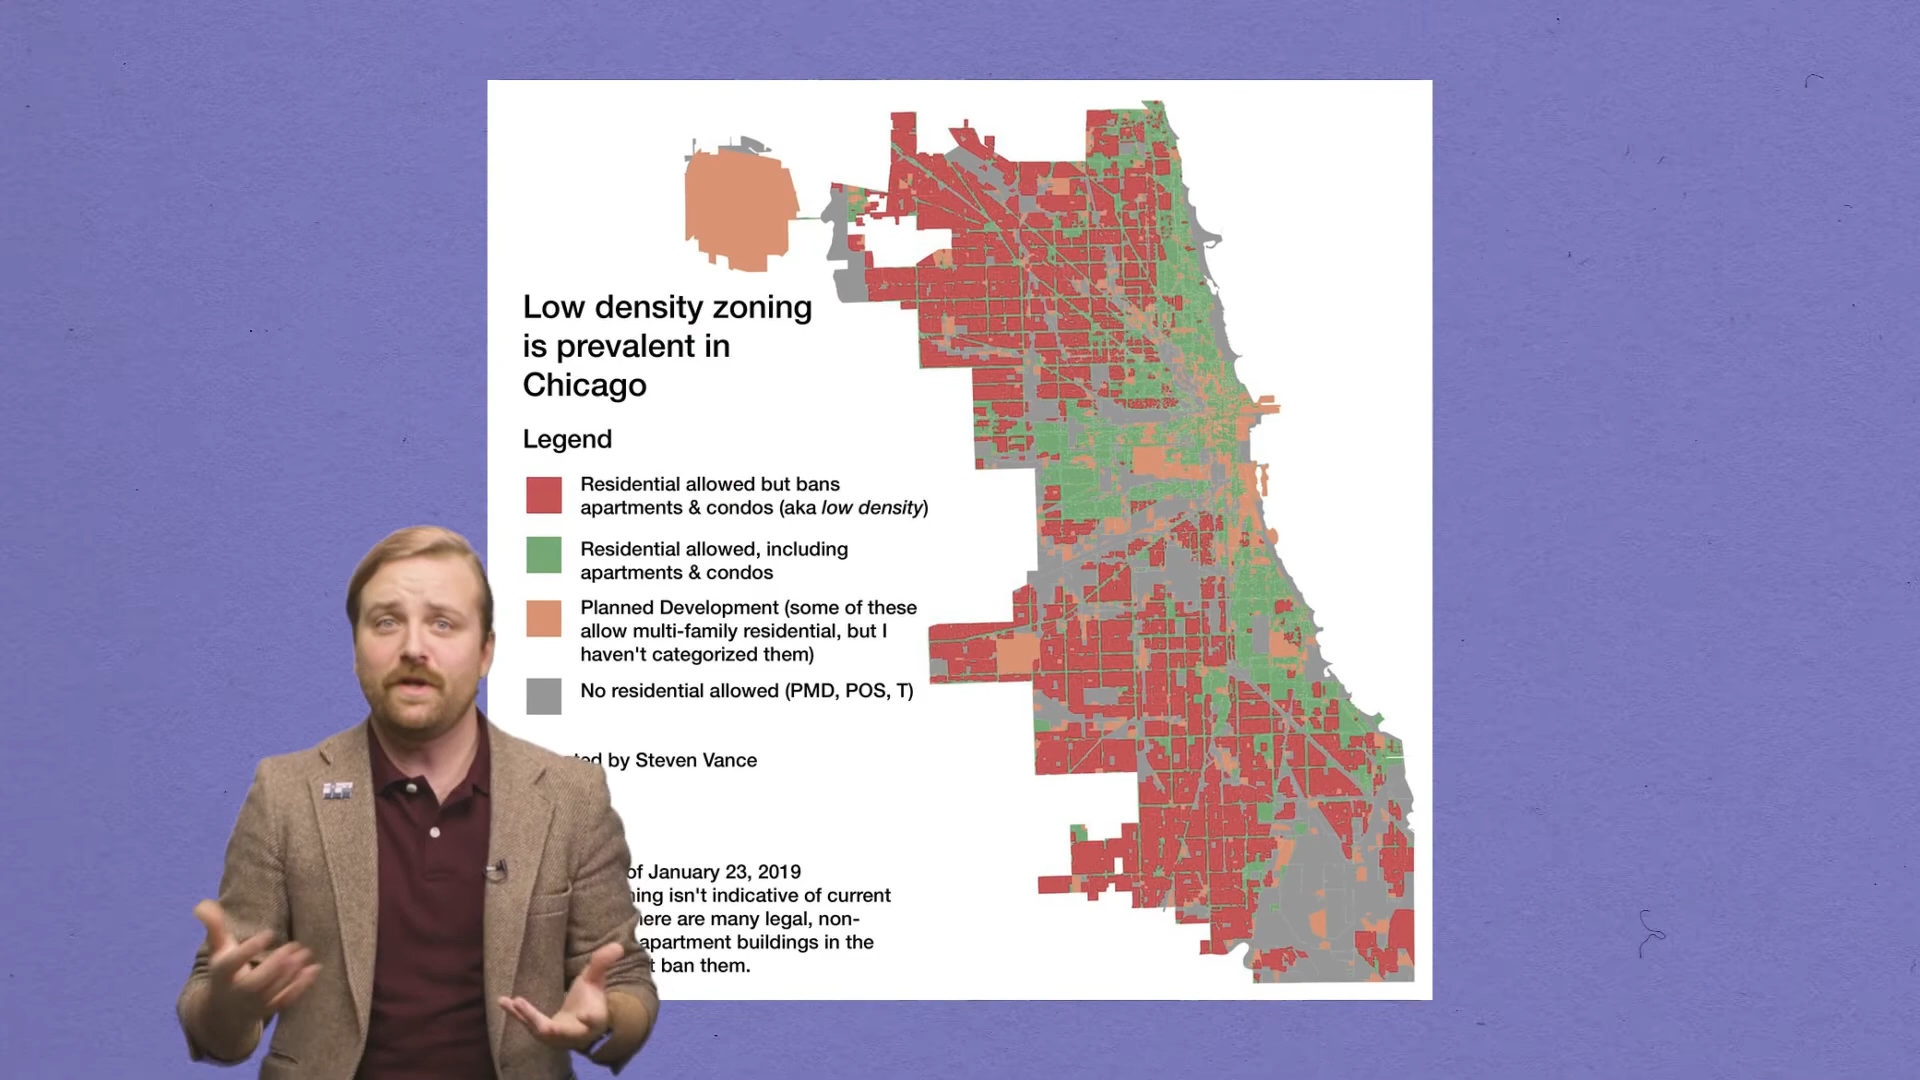 Low density zoning
is prevalent in
Chicago
Legend
Residential allowed but bans
apartments & condos (aka low density)
Residential allowed, including
apartments & condos
Planned Development (some of these
allow multi-family residential, but I
haven't categorized them)
No residential allowed (PMD, POS, T)
by Steven Vance
of January 23, 2019
isn't indicative of current
are many legal, non-
apartment buildings in the
ban them.